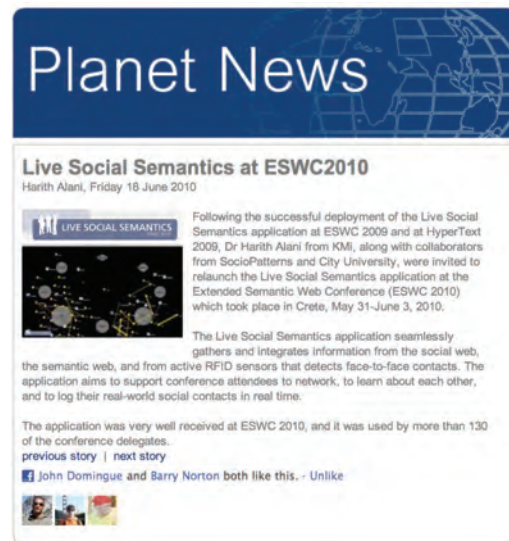 Planet News
Live Social Semantics at ESWC2010
Harith Alani, Friday 18 June 2010
LIVE SOCIAL SEMANTICS
Following the successful deployment of the Live Social
Semantics application at ESWC 2009 and at HyperText
2009, Dr Harith Alani from KMi, along with collaborators
from SocioPatterns and City University, were invited to
relaunch the Live Social Semantics application at the
Extended Semantic Web Conference (ESWC 2010)
which took place in Crete, May 31-June 3, 2010.
The Live Social Semantics application seamlessly
gathers and integrates information from the social web,
the semantic web, and from active RFID sensors that detects face-to-face contacts. The
application aims to support conference attendees to network, to learn about each other,
and to log their real-world social contacts in real time.
The application was very well received at ESWC 2010, and it was used by more than 130
of the conference delegates.
previous story | next story
John Domingue and Barry Norton both like this. - Unlike